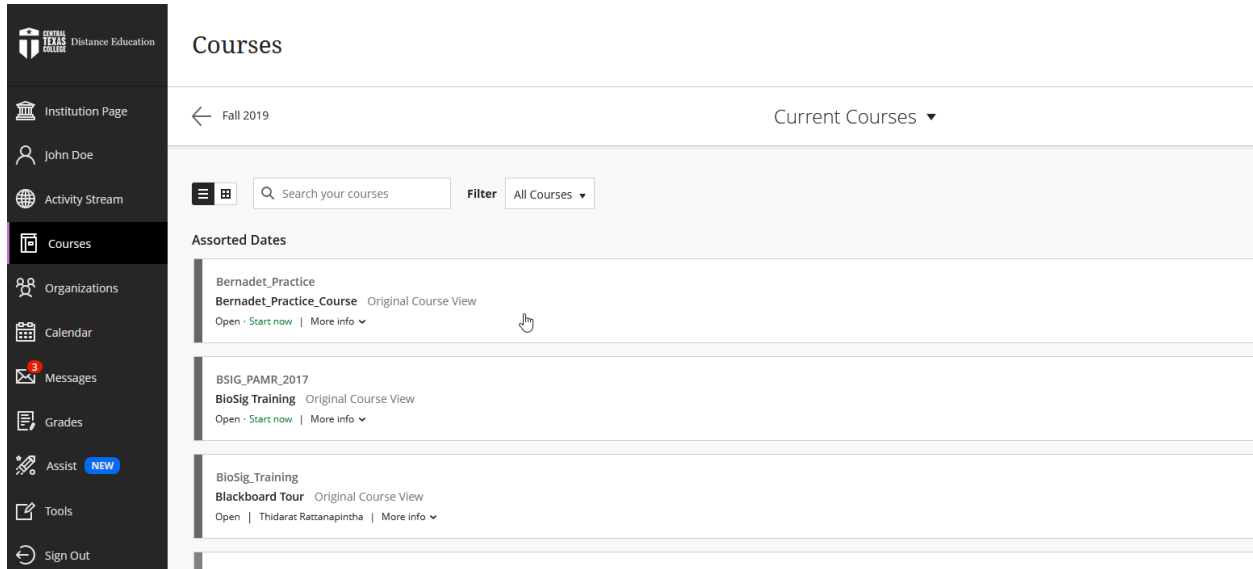 CENTRAL
TEXAS
COLLEGE
Distance Education
Institution Page
John Doe
Activity Stream
Courses
Organizations
Calendar
3
Messages
Grades
Assist NEW
Tools
Sign Out
Courses
Fall 2019
Current Courses
Search your courses
Filter
All Courses
Assorted Dates
Bernadet_Practice
Bernadet_Practice_Course Original Course View
Open · Start now | More info
BSIG_PAMR_2017
BioSig Training Original Course View
Open · Start now | More info
BioSig_Training
Blackboard Tour Original Course View
Open | Thidarat Rattanapintha | More info